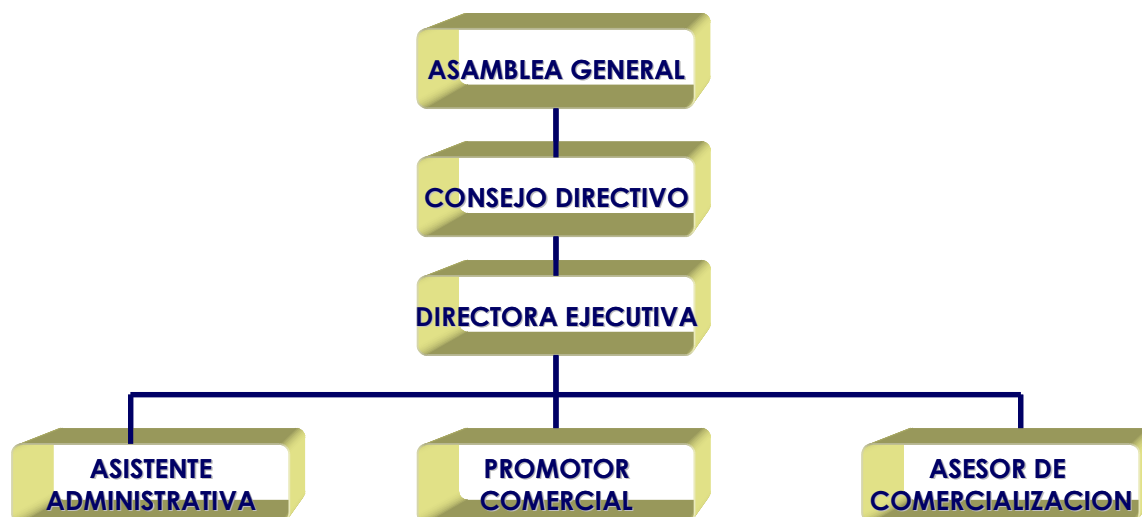 ASAMBLEA GENERAL
CONSEJO DIRECTIVO
DIRECTORA EJECUTIVA
ASISTENTE
ADMINISTRATIVA
PROMOTOR
COMERCIAL
ASESOR DE
COMERCIALIZACION